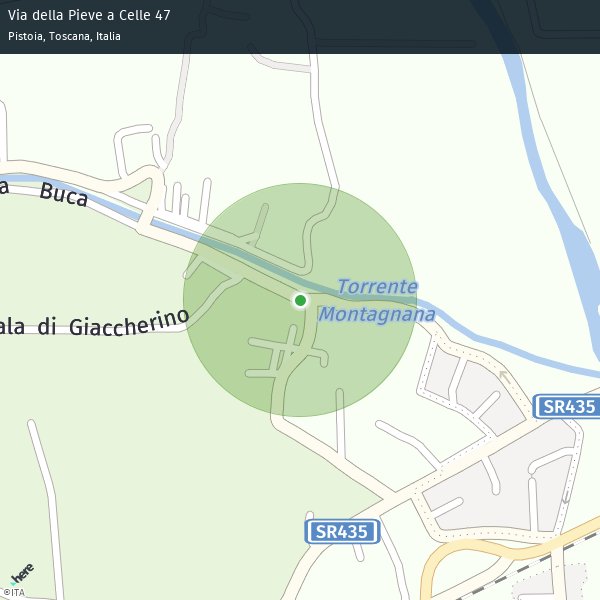 Via della Pieve a Celle 47
Pistoia, Toscana, Italia
a Buca
Torrente
Montagnana
ala di Giaccherino
SR435
SR435
here
©ITA